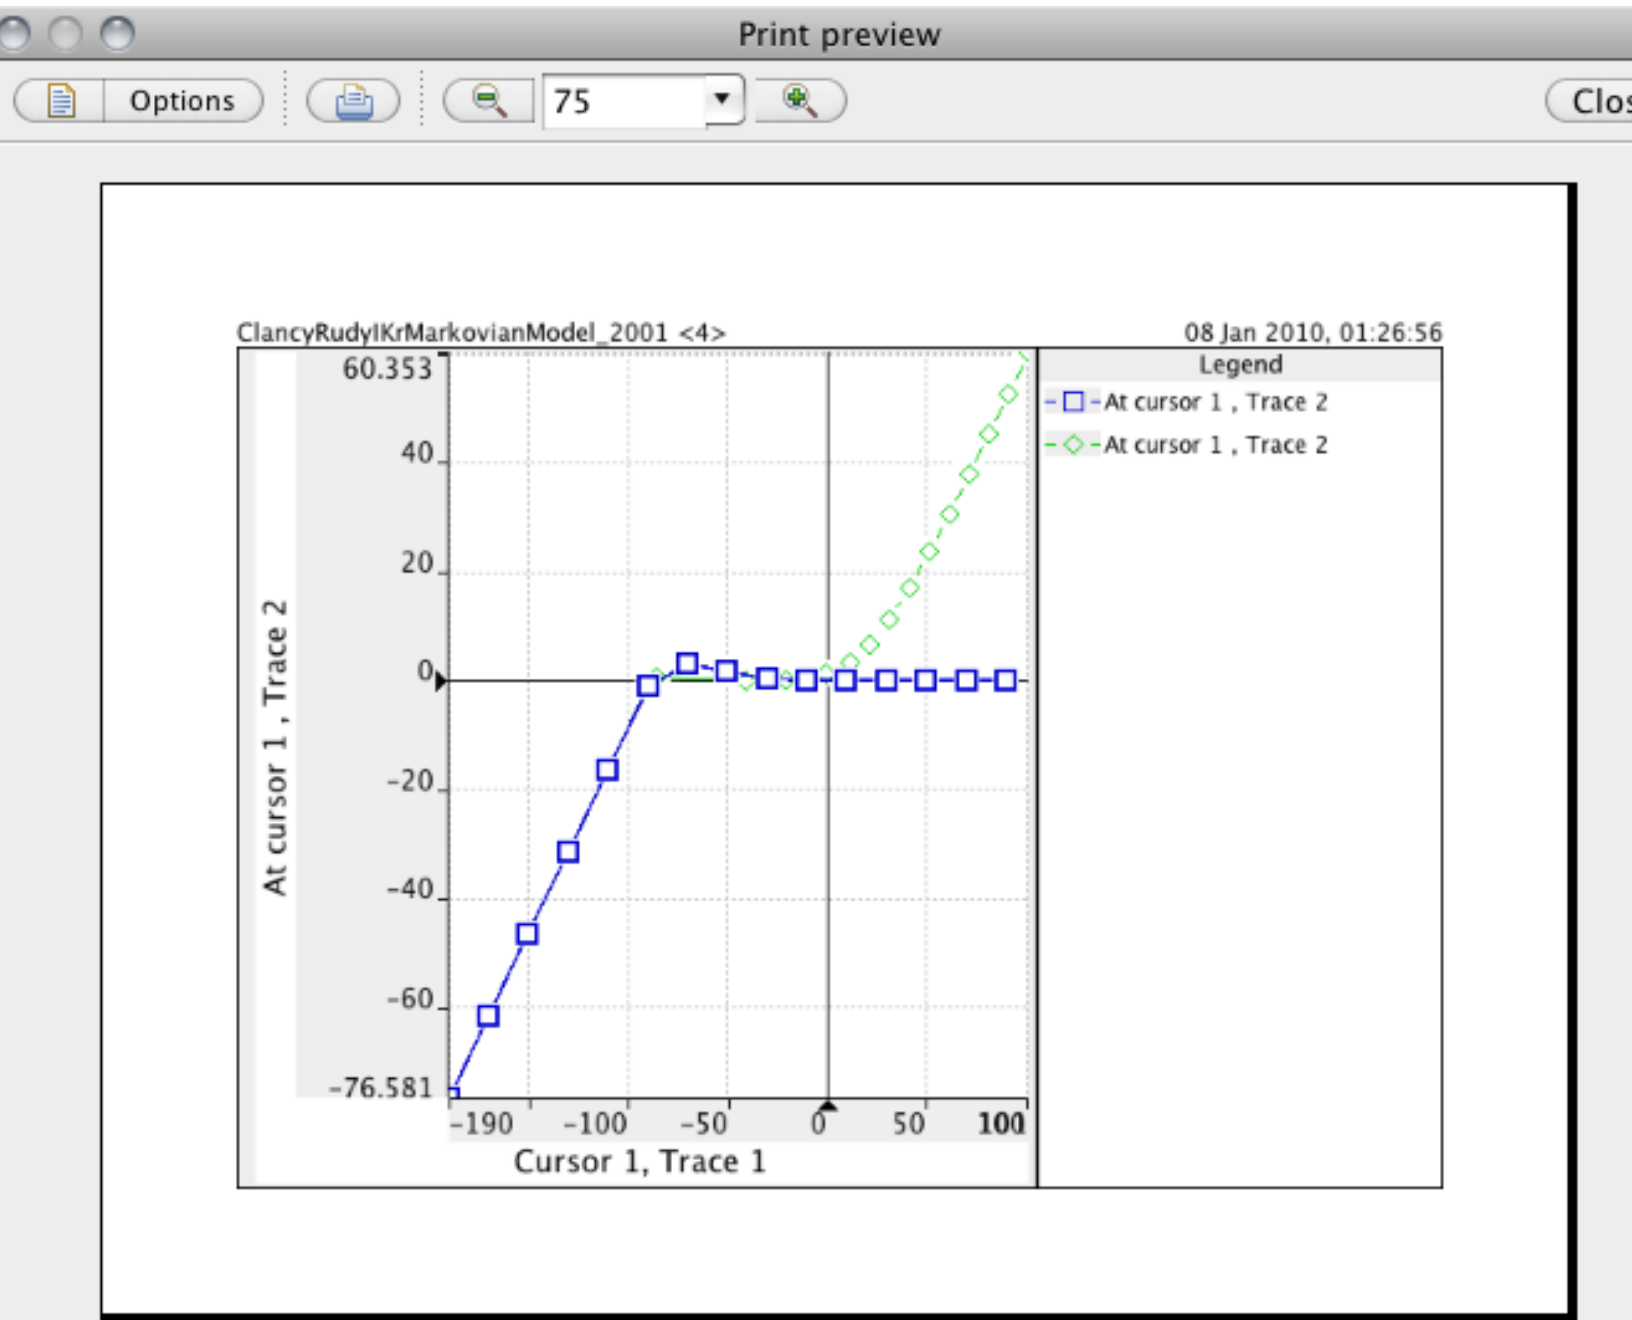 Print preview
Options
75
Clos
ClancyRudyIKrMarkovianModel_2001 <4>
08 Jan 2010, 01:26:56
Legend
At cursor 1 , Trace 2
At cursor 1 , Trace 2
At cursor 1 , Trace 2
60.353
40
20
0
-20
-40
-60
-76.581
-190 -100 -50 0 50 100
Cursor 1, Trace 1